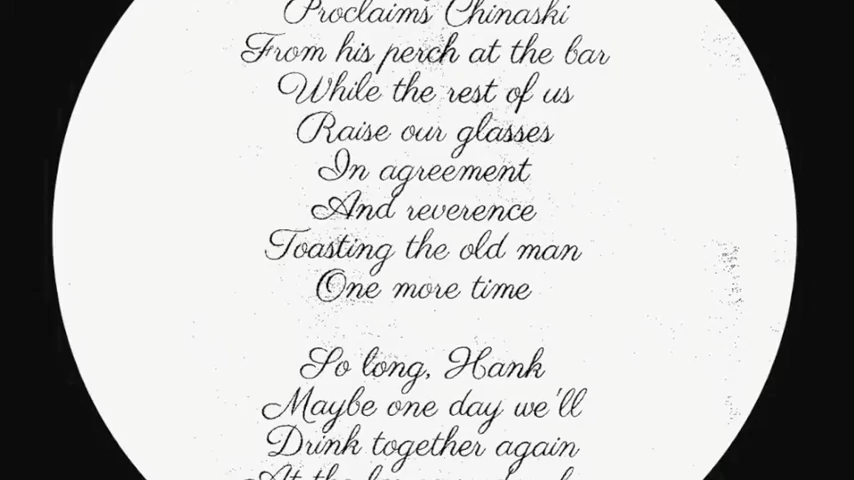 Proclaims Chinaski
From his perch at the bar
While the rest of us
Raise our glasses
In agreement
And reverence
Toasting the old man
One more time
So long, Hank
Maybe one day we'll
Drink together again
At the